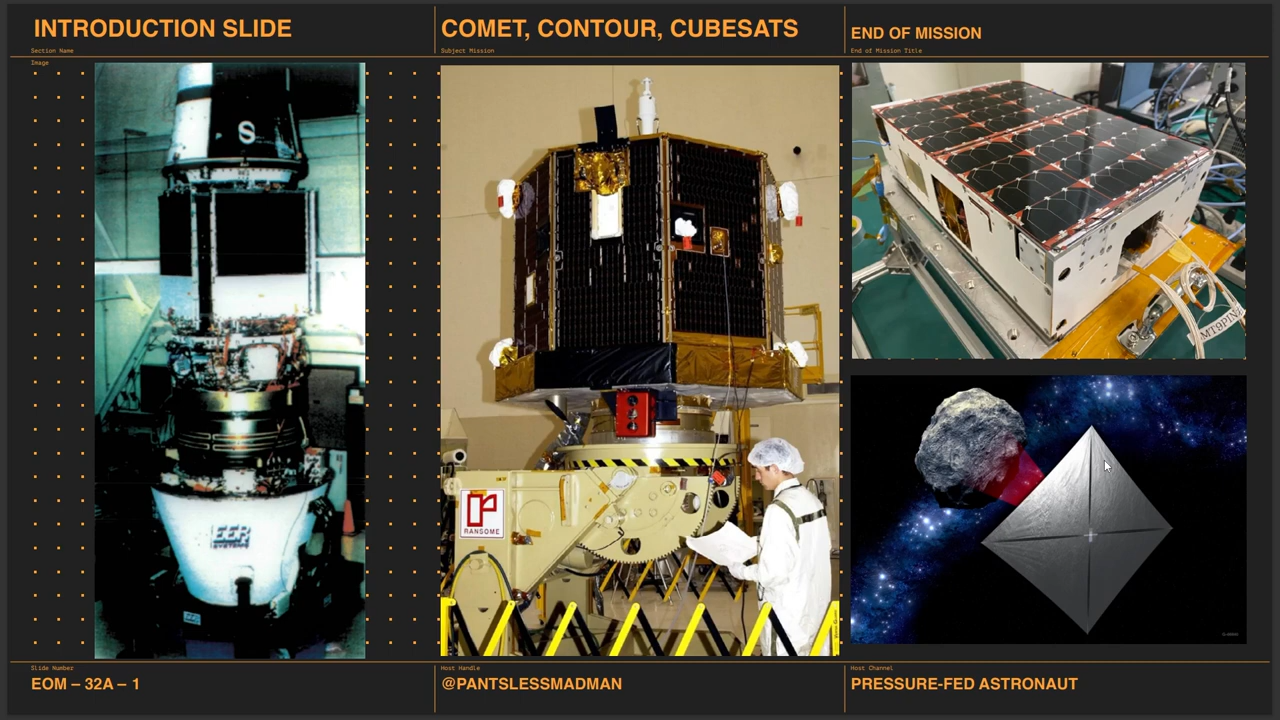 INTRODUCTION SLIDE
Section Name
COMET, CONTOUR, CUBESATS
Subject Mission
END OF MISSION
End of Mission Title
Image
S
EER
SYSTEMS
RANSOME
Slide Number
EOM – 32A – 1
Host Handle
@PANTSLESSMADMAN
Host Channel
PRESSURE-FED ASTRONAUT